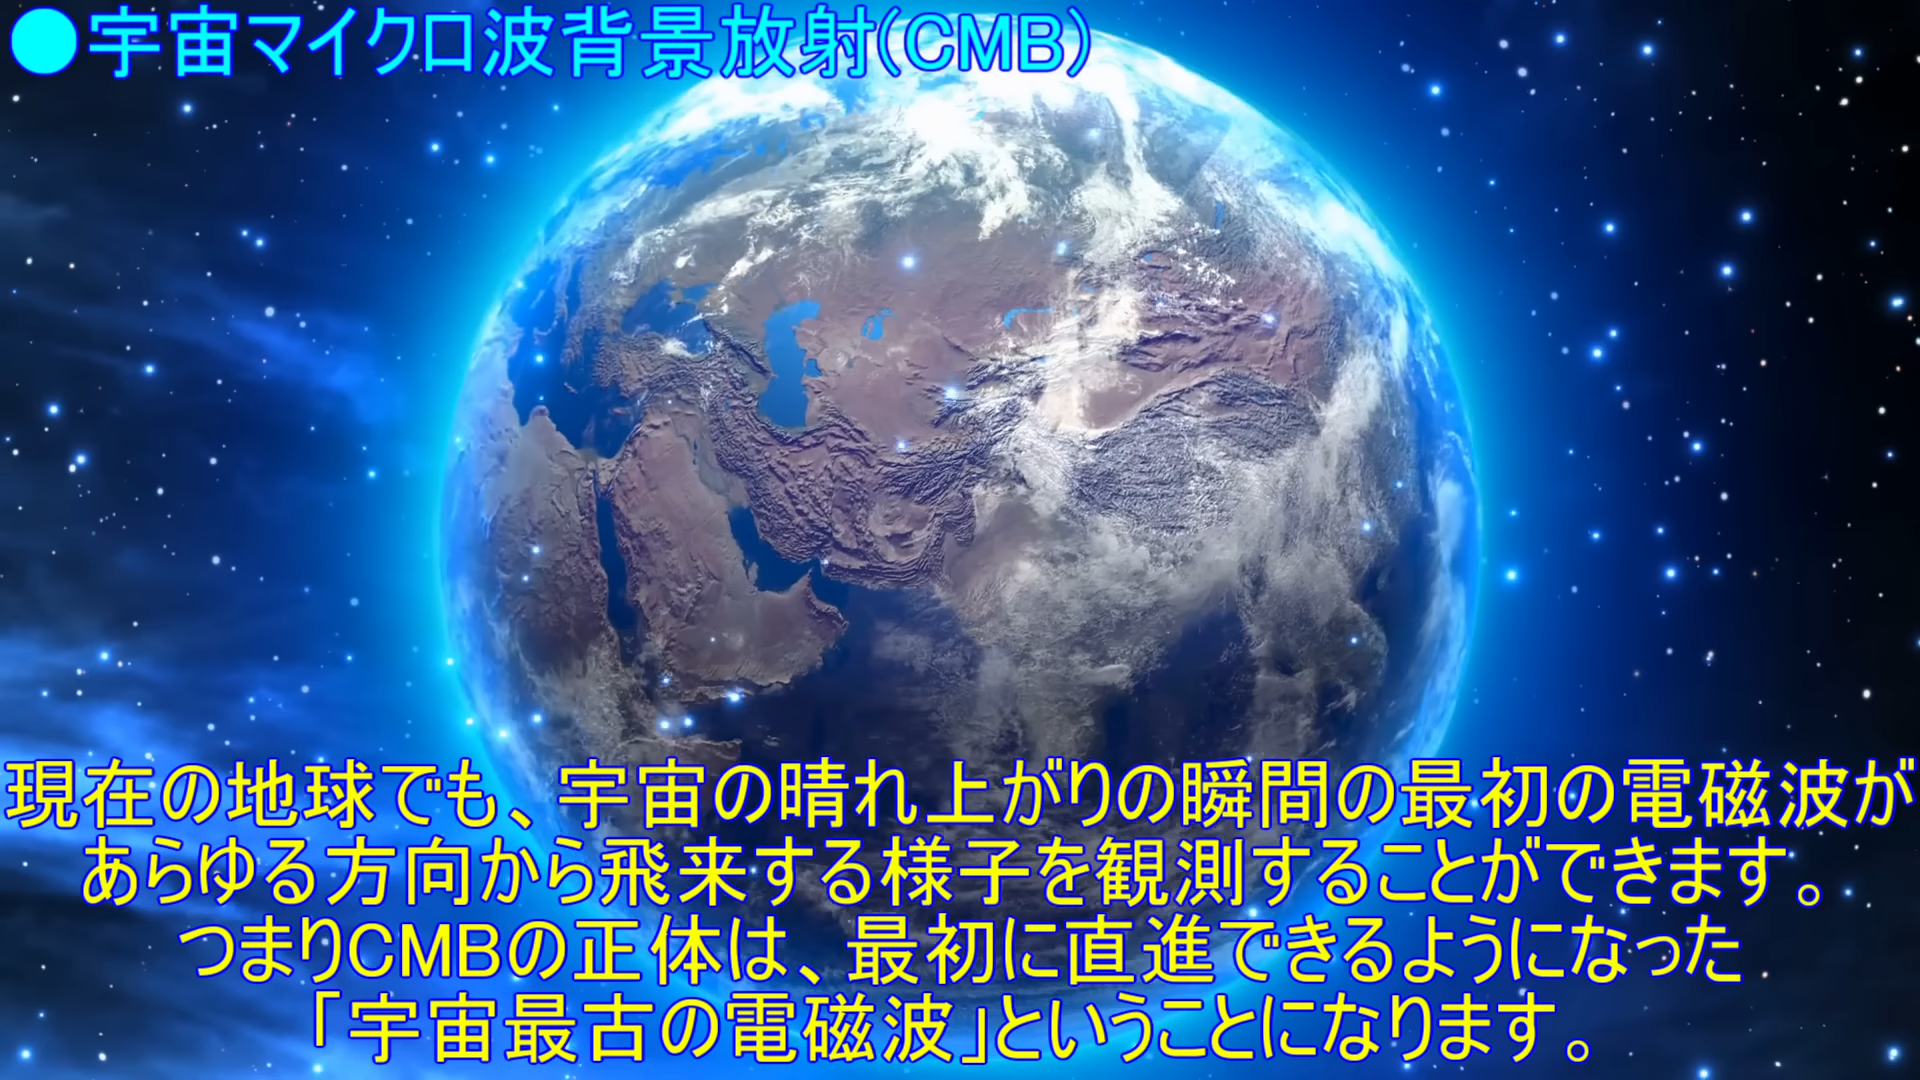 ●宇宙マイクロ波背景放射(CMB)
現在の地球でも、宇宙の晴れ上がりの瞬間の最初の電磁波が
あらゆる方向から飛来する様子を観測することができます。
つまりCMBの正体は、最初に直進できるようになった
「宇宙最古の電磁波」ということになります。